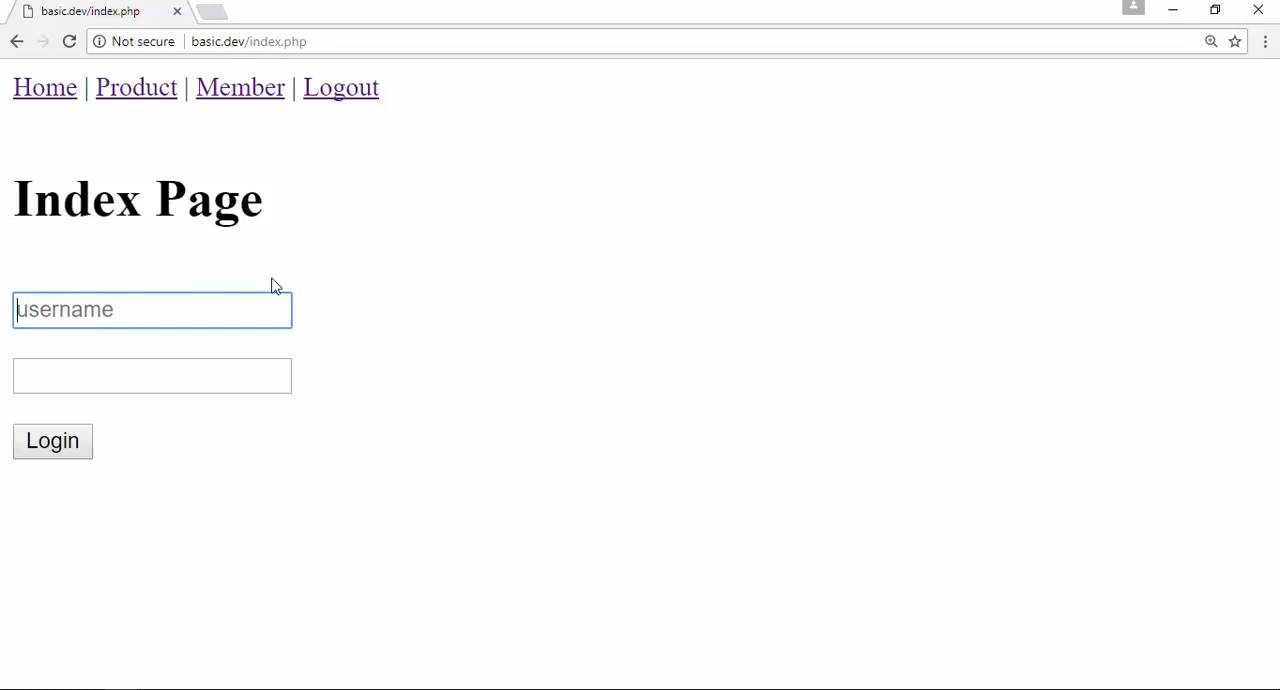 basic.dev/index.php
Not secure | basic.dev/index.php
Home | Product | Member | Logout
Index Page
username
Login